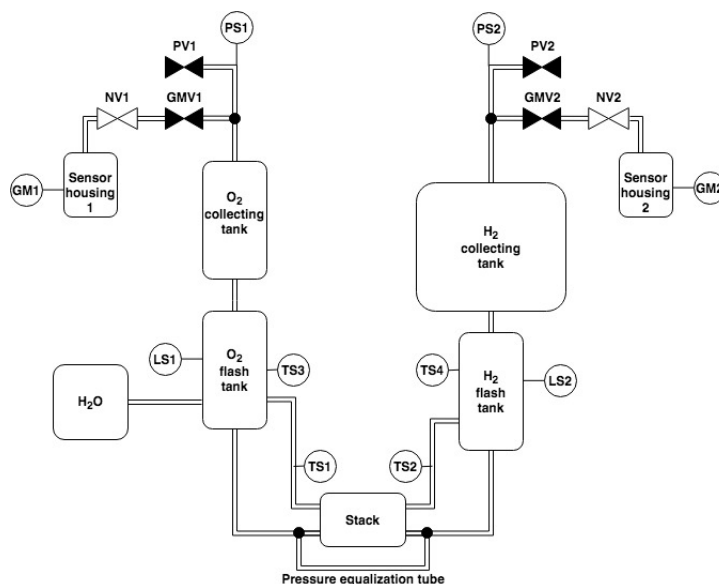 PS1
PS2
PV1
PV2
NV1
GMV1
GMV2
NV2
GM1
Sensor
housing
1
O2
collecting
tank
H2
collecting
tank
Sensor
housing
2
GM2
LS1
O2
flash
tank
TS3
TS4
H2
flash
tank
LS2
H2O
TS1
TS2
Stack
Pressure equalization tube